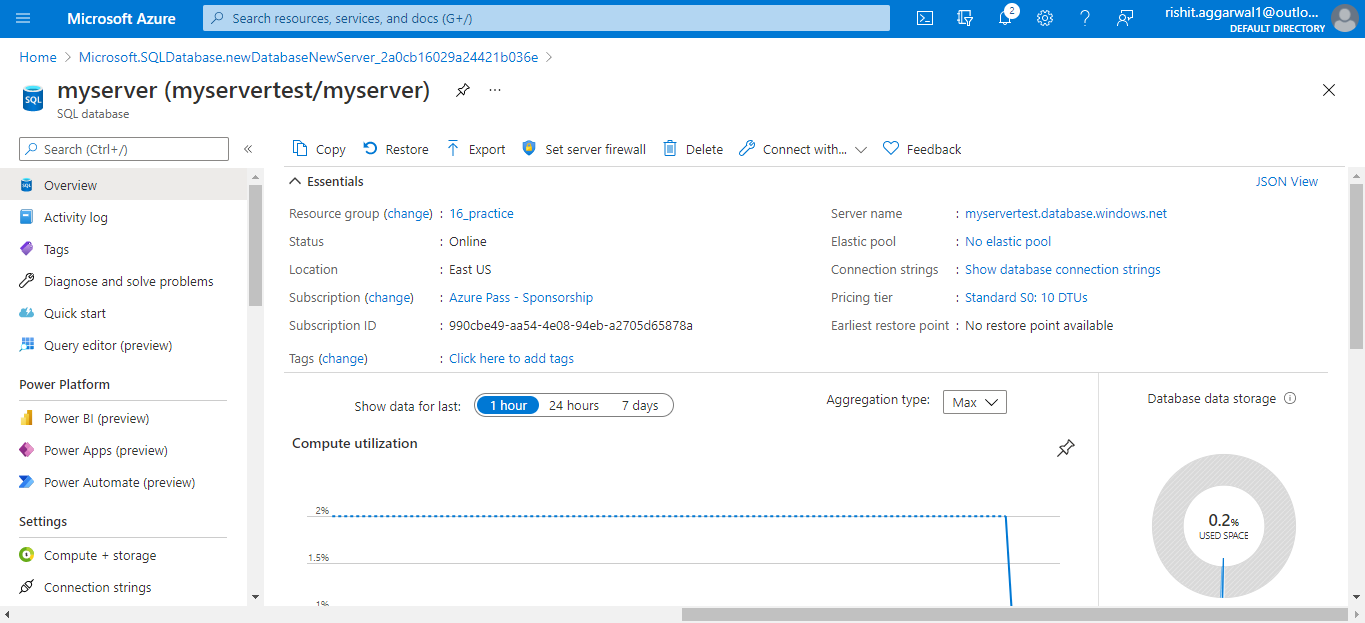 Microsoft Azure
Search resources, services, and docs (G+/)
2
rishit.aggarwal1@outlo...
DEFAULT DIRECTORY
Home > Microsoft.SQLDatabase.newDatabaseNewServer_2a0cb16029a24421b036e >
SQL
myserver (myservertest/myserver)
...
SQL database
Search (Ctrl+/)
«
Copy
Restore
Export
Set server firewall
Delete
Connect with...
Feedback
Overview
Activity log
Tags
Diagnose and solve problems
Quick start
Query editor (preview)
Power Platform
Power BI (preview)
Power Apps (preview)
Power Automate (preview)
Settings
Compute + storage
Connection strings
Essentials
JSON View
Resource group (change) : 16_practice
Status : Online
Location : East US
Subscription (change) : Azure Pass - Sponsorship
Subscription ID : 990cbe49-aa54-4e08-94eb-a2705d65878a
Tags (change) : Click here to add tags
Server name : myservertest.database.windows.net
Elastic pool : No elastic pool
Connection strings : Show database connection strings
Pricing tier : Standard S0: 10 DTUs
Earliest restore point : No restore point available
Show data for last: 1 hour 24 hours 7 days
Aggregation type: Max
Compute utilization
2%
1.5%
1%
Database data storage
0.2%
USED SPACE